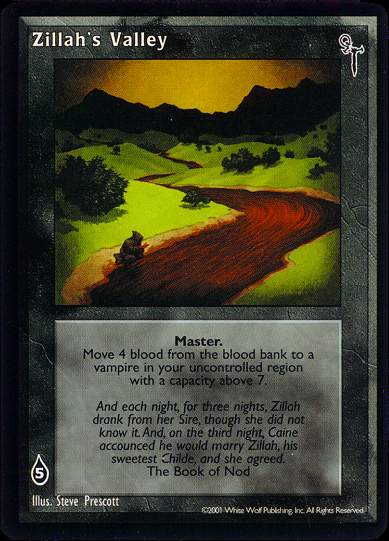 Zillah's Valley
Master.
Move 4 blood from the blood bank to a
vampire in your uncontrolled region
with a capacity above 7.
And each night, for three nights, Zillah
drank from her Sire, though she did not
know it. And, on the third night, Caine
accounced he would marry Zillah, his
sweetest Childe, and she agreed.
The Book of Nod
5
Illus. Steve Prescott
©2001 White Wolf Publishing, Inc. All Rights Reserved.